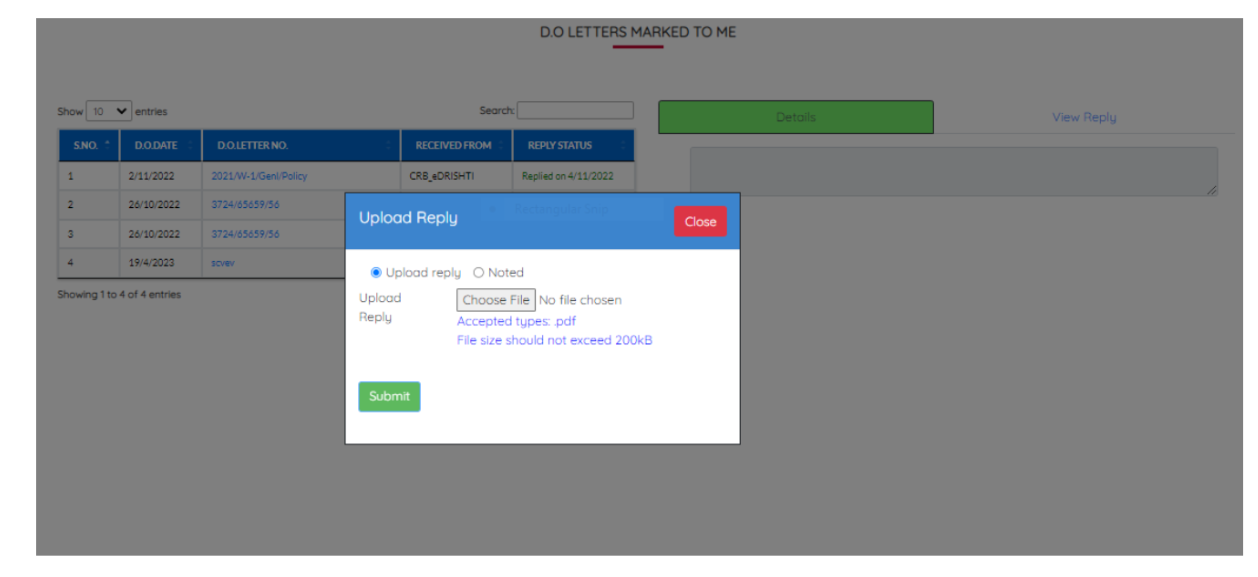 D.O LETTERS MARKED TO ME
Show 10 entries
Search:
S.NO. D.O.DATE D.O.LETTER NO. RECEIVED FROM REPLY STATUS
1 2/11/2022 2021/W-1/Genl/Policy CRB_eDRISHTI Replied on 4/11/2022
2 26/10/2022 3724/65659/56
3 26/10/2022 3724/65659/56
4 19/4/2023 scvev
Showing 1 to 4 of 4 entries
Details View Reply
Upload Reply
Rectangular Snip
Close
Upload reply Noted
Upload Reply
Choose File No file chosen
Accepted types: .pdf
File size should not exceed 200kB
Submit